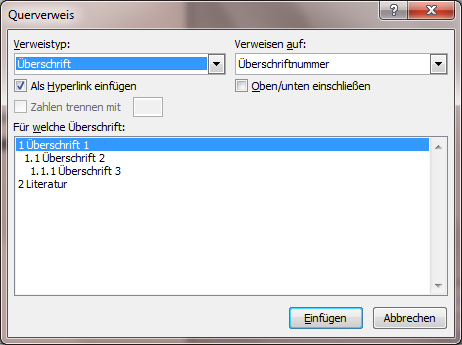 Querverweis
Verweistyp: Verweisen auf:
Überschrift Überschriftnummer
Als Hyperlink einfügen Oben/unten einschließen
Zahlen trennen mit
Für welche Überschrift:
1 Überschrift 1
1.1 Überschrift 2
1.1.1 Überschrift 3
2 Literatur
Einfügen Abbrechen